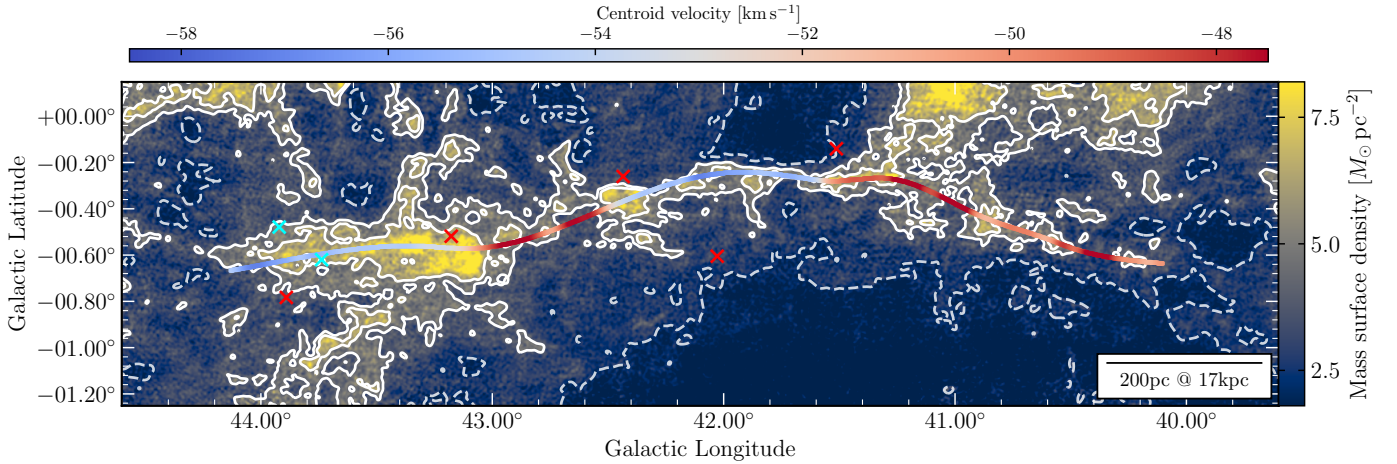 Centroid velocity [km s⁻¹]
−58 −56 −54 −52 −50 −48
+00.00°
−00.20°
−00.40°
−00.60°
−00.80°
−01.00°
−01.20°
Galactic Latitude
44.00° 43.00° 42.00° 41.00° 40.00°
Galactic Longitude
200pc @ 17kpc
7.5
5.0
2.5
Mass surface density [M⊙ pc⁻²]